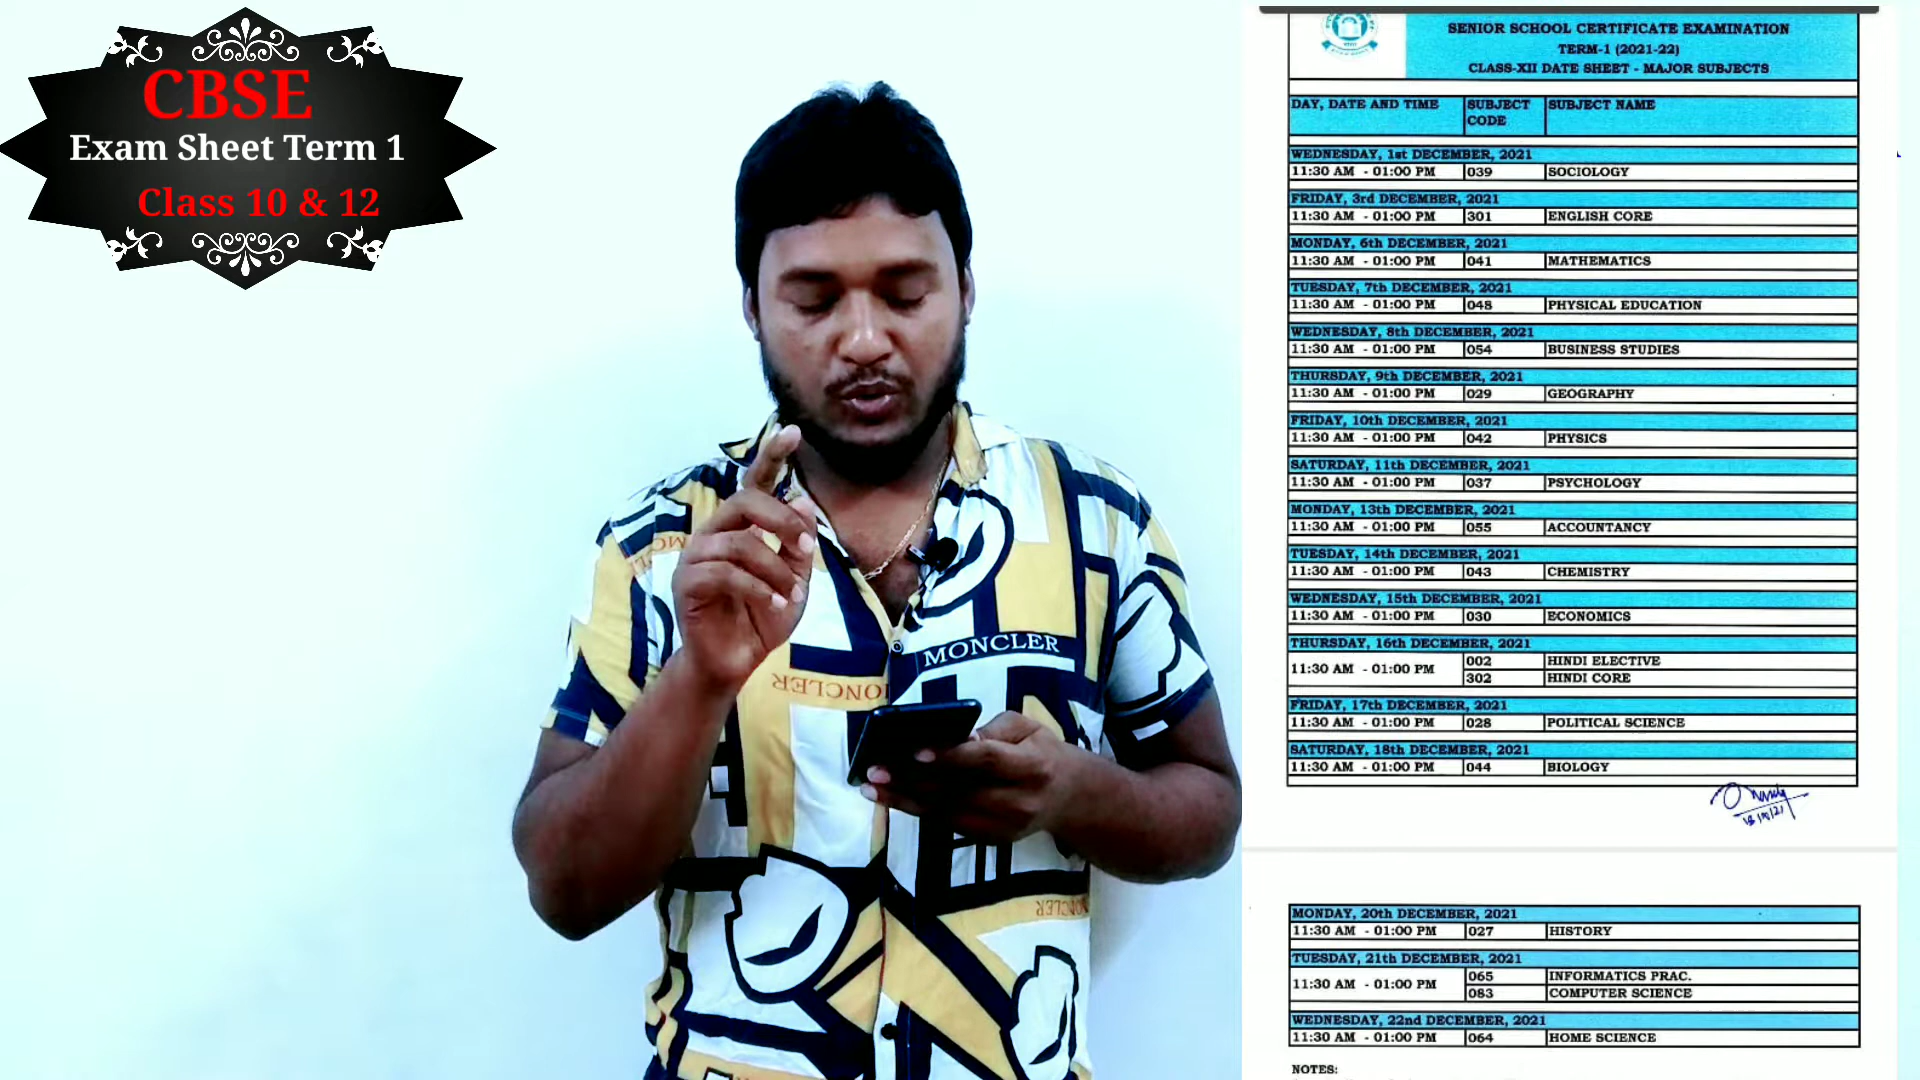 CBSE
Exam Sheet Term 1
Class 10 & 12
MONCLER
MONCLER
SENIOR SCHOOL CERTIFICATE EXAMINATION
TERM-1 (2021-22)
CLASS-XII DATE SHEET - MAJOR SUBJECTS
DAY, DATE AND TIME SUBJECT CODE SUBJECT NAME
WEDNESDAY, 1st DECEMBER, 2021
11:30 AM - 01:00 PM 039 SOCIOLOGY
FRIDAY, 3rd DECEMBER, 2021
11:30 AM - 01:00 PM 301 ENGLISH CORE
MONDAY, 6th DECEMBER, 2021
11:30 AM - 01:00 PM 041 MATHEMATICS
TUESDAY, 7th DECEMBER, 2021
11:30 AM - 01:00 PM 048 PHYSICAL EDUCATION
WEDNESDAY, 8th DECEMBER, 2021
11:30 AM - 01:00 PM 054 BUSINESS STUDIES
THURSDAY, 9th DECEMBER, 2021
11:30 AM - 01:00 PM 029 GEOGRAPHY
FRIDAY, 10th DECEMBER, 2021
11:30 AM - 01:00 PM 042 PHYSICS
SATURDAY, 11th DECEMBER, 2021
11:30 AM - 01:00 PM 037 PSYCHOLOGY
MONDAY, 13th DECEMBER, 2021
11:30 AM - 01:00 PM 055 ACCOUNTANCY
TUESDAY, 14th DECEMBER, 2021
11:30 AM - 01:00 PM 043 CHEMISTRY
WEDNESDAY, 15th DECEMBER, 2021
11:30 AM - 01:00 PM 030 ECONOMICS
THURSDAY, 16th DECEMBER, 2021
11:30 AM - 01:00 PM 002 HINDI ELECTIVE
302 HINDI CORE
FRIDAY, 17th DECEMBER, 2021
11:30 AM - 01:00 PM 028 POLITICAL SCIENCE
SATURDAY, 18th DECEMBER, 2021
11:30 AM - 01:00 PM 044 BIOLOGY
MONDAY, 20th DECEMBER, 2021
11:30 AM - 01:00 PM 027 HISTORY
TUESDAY, 21th DECEMBER, 2021
11:30 AM - 01:00 PM 065 INFORMATICS PRAC.
083 COMPUTER SCIENCE
WEDNESDAY, 22nd DECEMBER, 2021
11:30 AM - 01:00 PM 064 HOME SCIENCE
NOTES: